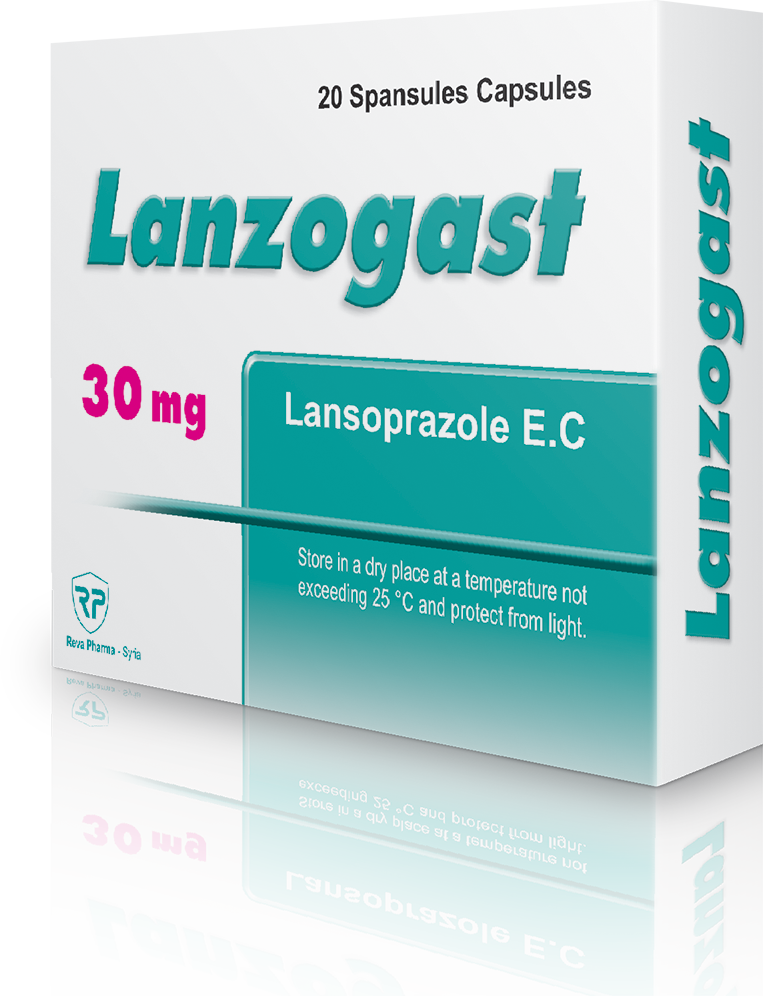 20 Spansules Capsules
Lanzogast
30 mg
Lansoprazole E.C
Store in a dry place at a temperature not
exceeding 25 °C and protect from light.
RP
Reva Pharma - Syria
Lanzogast